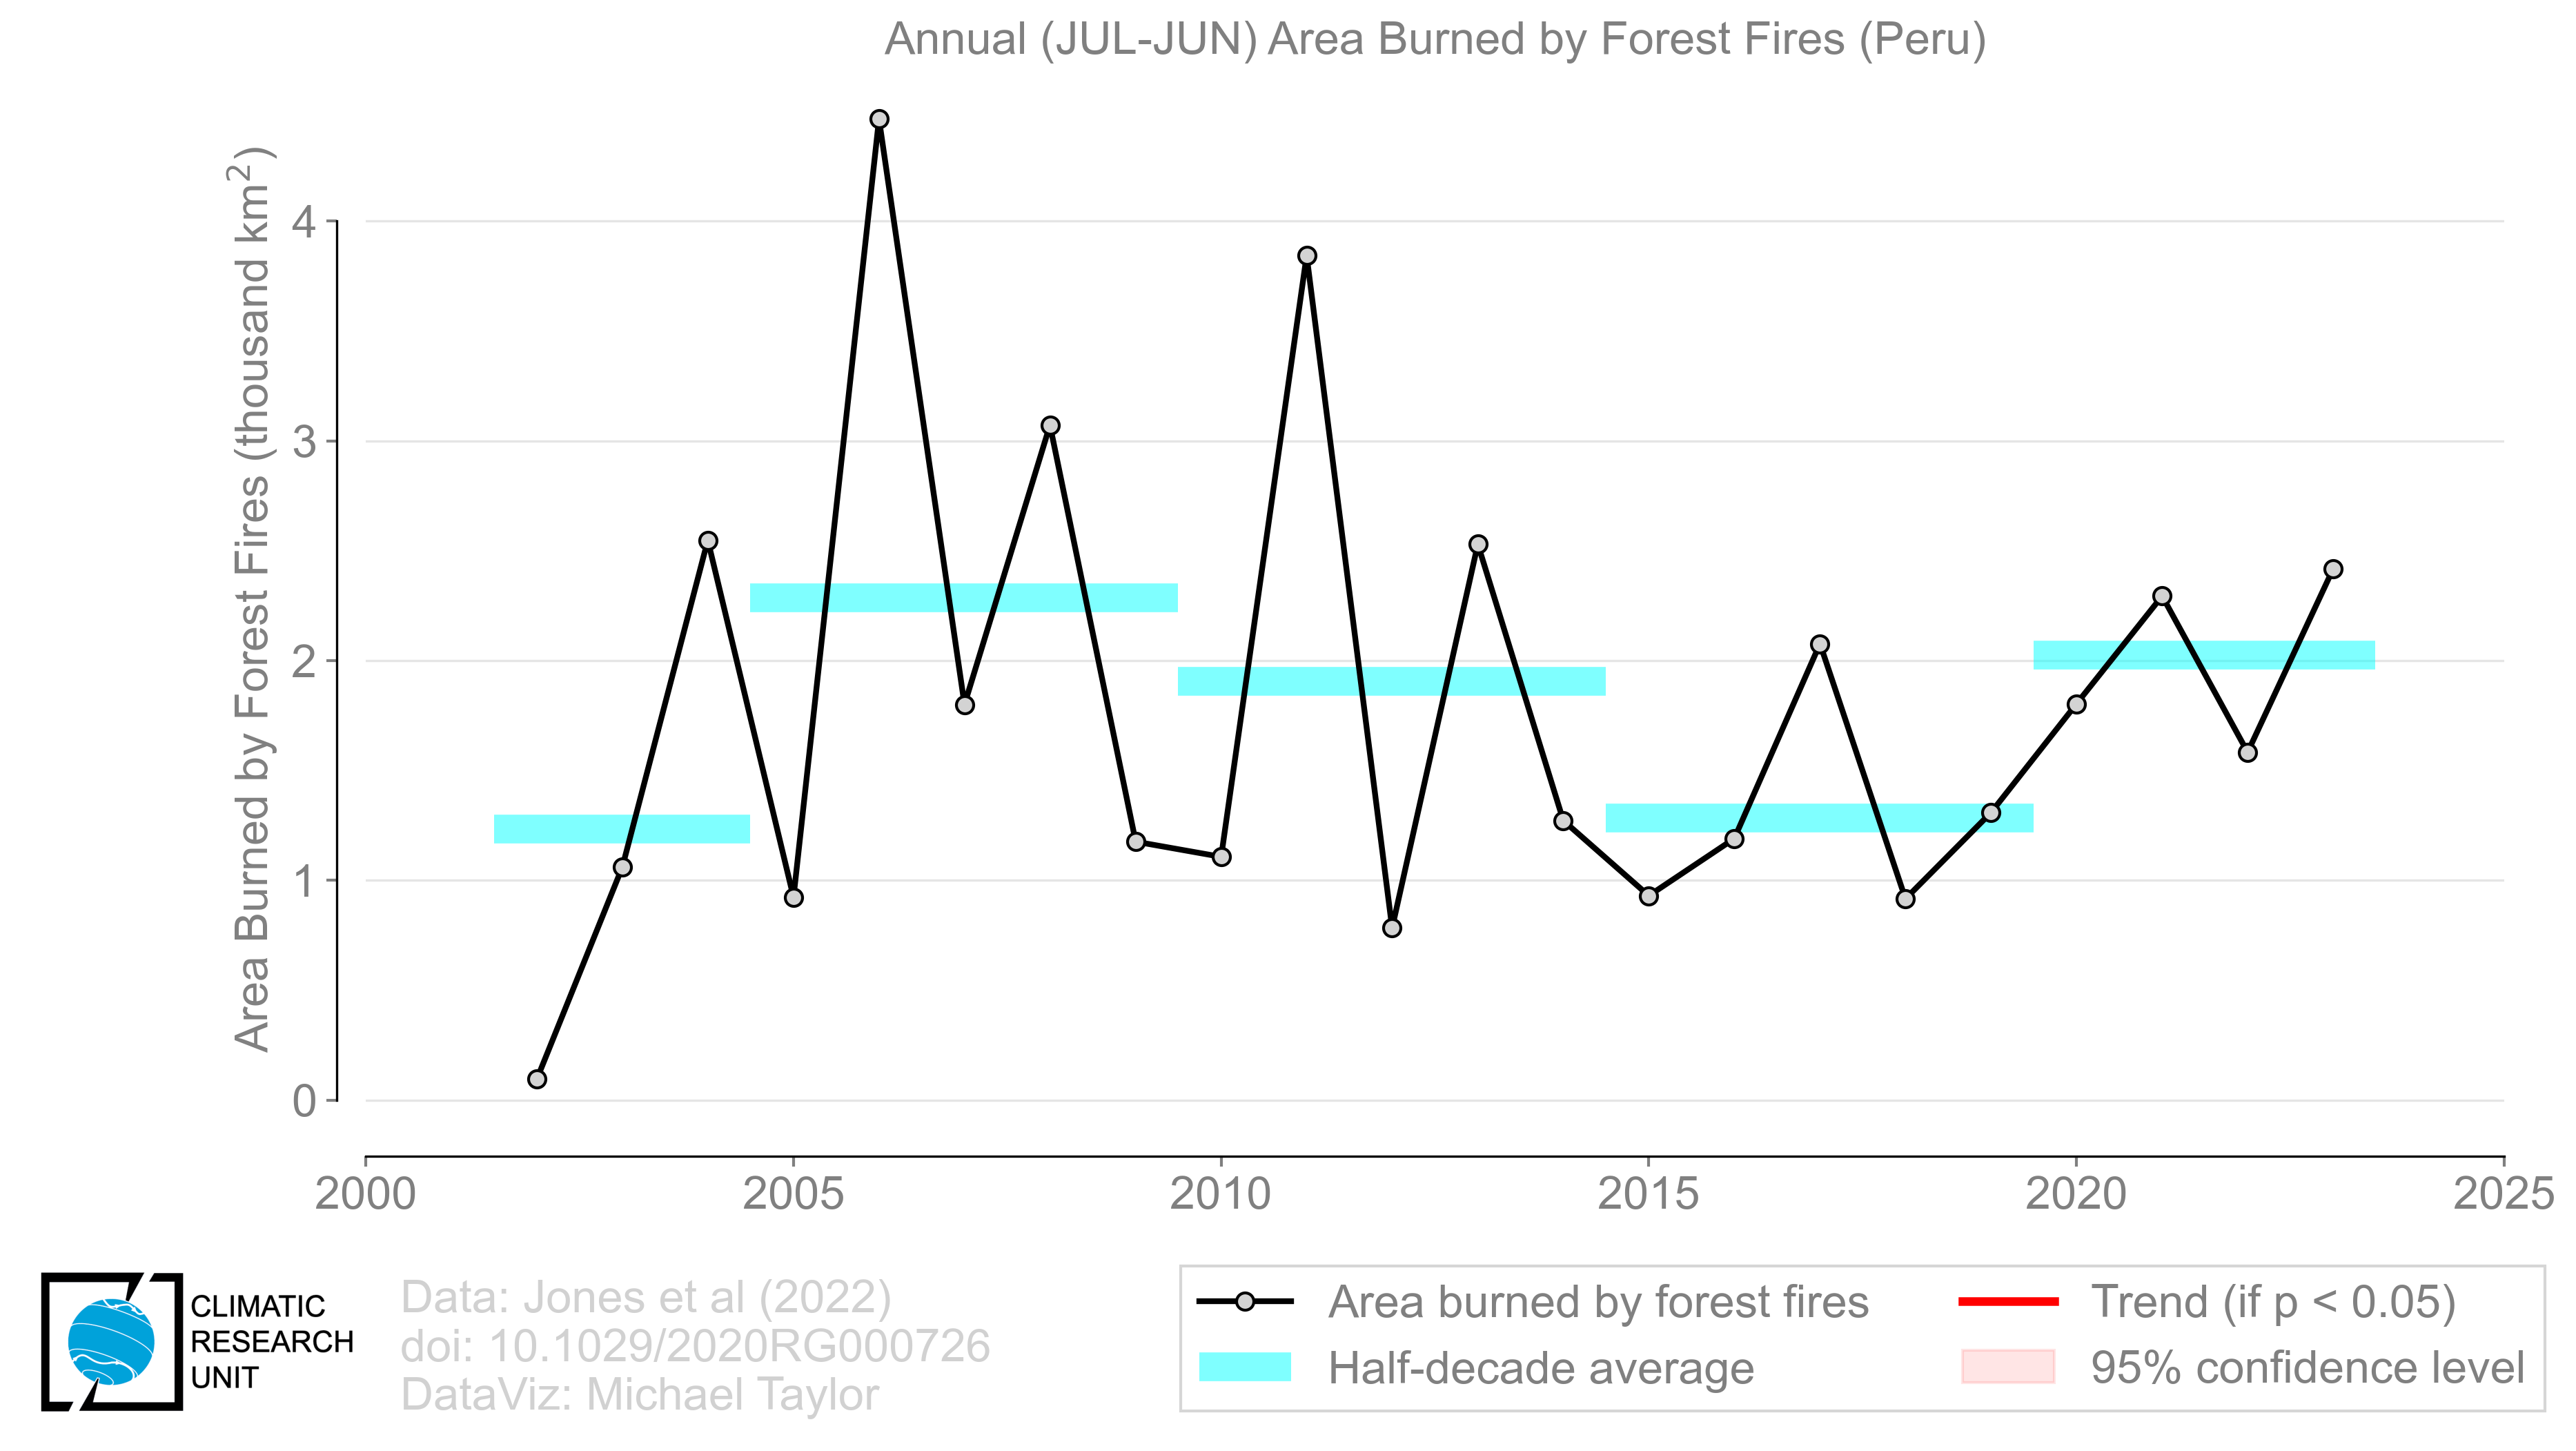 Annual (JUL-JUN) Area Burned by Forest Fires (Peru)
Area Burned by Forest Fires (thousand km²)
4
3
2
1
0
2000 2005 2010 2015 2020 2025
CLIMATIC
RESEARCH
UNIT
Data: Jones et al (2022)
doi: 10.1029/2020RG000726
DataViz: Michael Taylor
Area burned by forest fires
Half-decade average
Trend (if p < 0.05)
95% confidence level